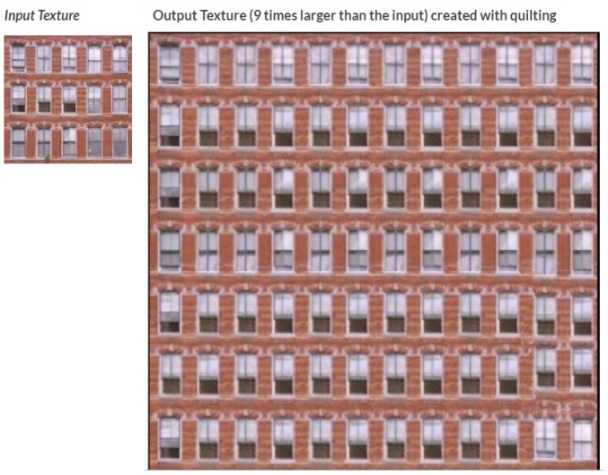 Input Texture
Output Texture (9 times larger than the input) created with quilting